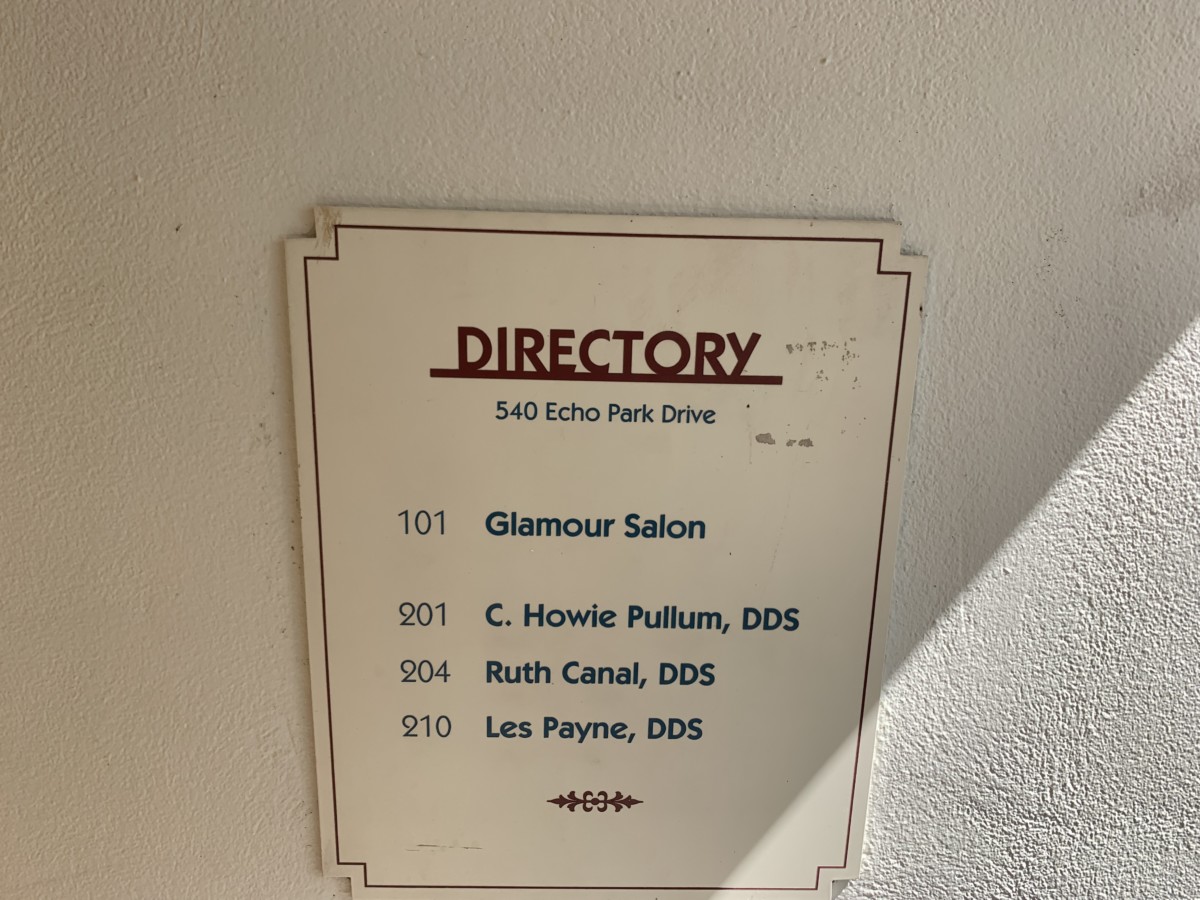 DIRECTORY
540 Echo Park Drive
101 Glamour Salon
201 C. Howie Pullum, DDS
204 Ruth Canal, DDS
210 Les Payne, DDS